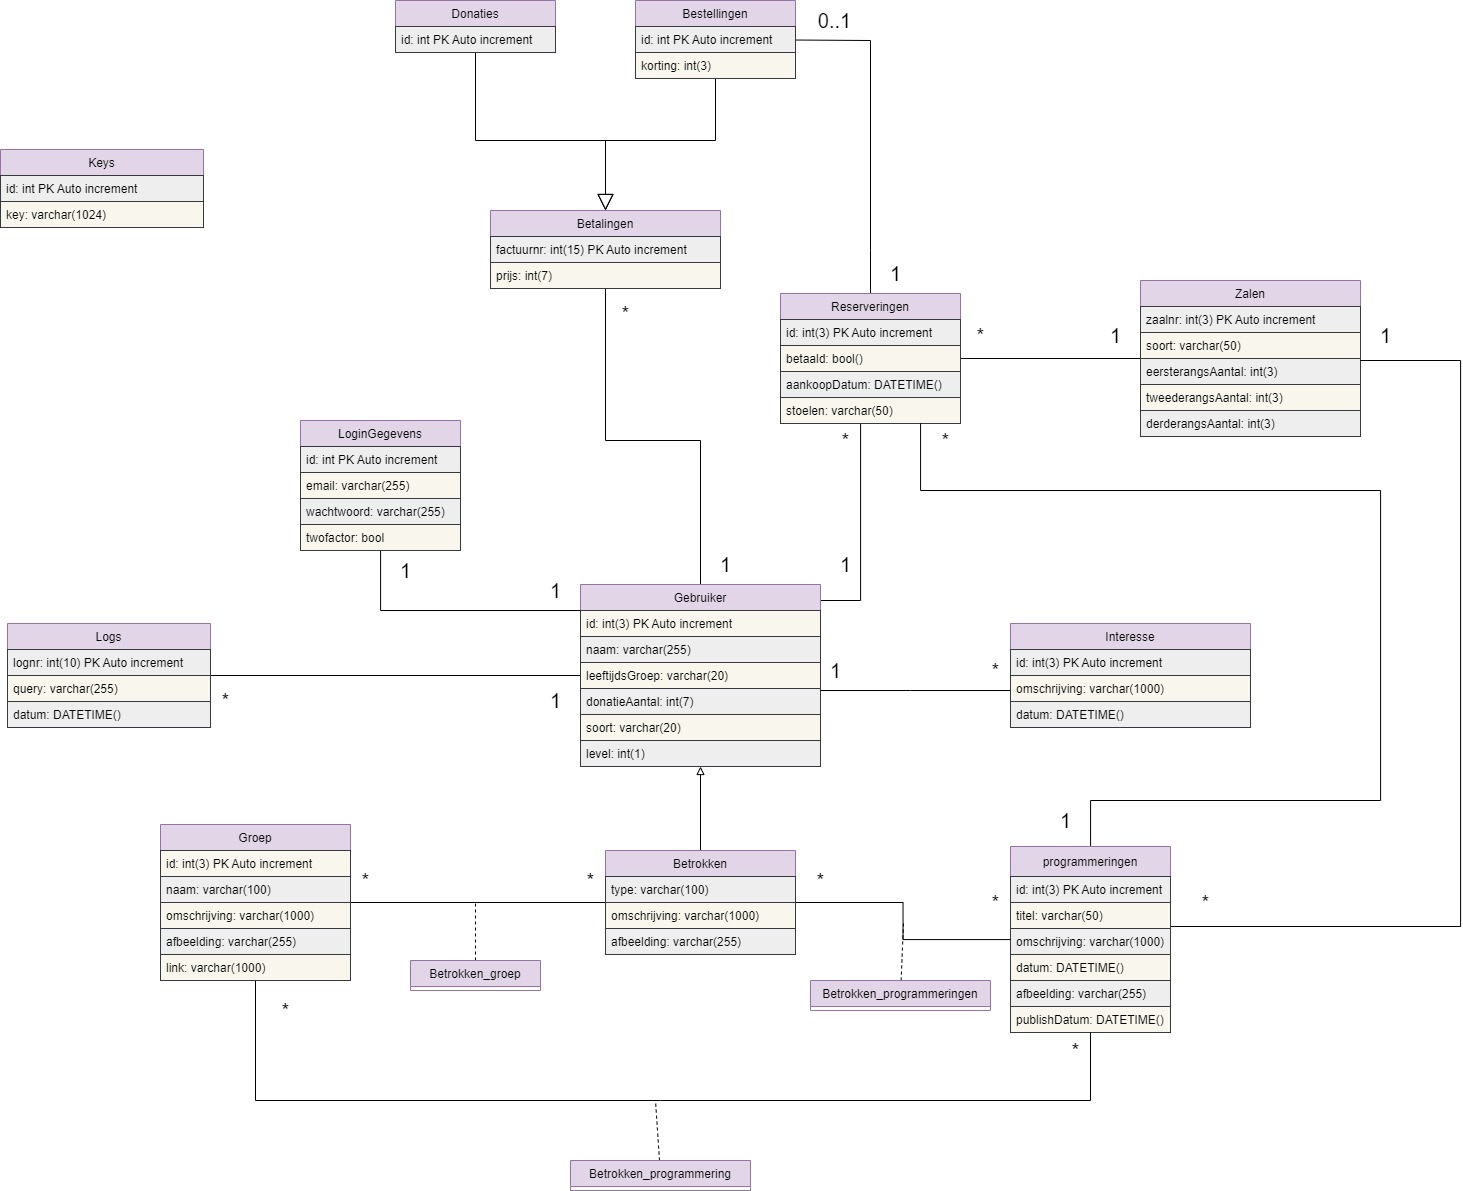 Donaties
id: int PK Auto increment
Bestellingen
id: int PK Auto increment
korting: int(3)
0..1
Keys
id: int PK Auto increment
key: varchar(1024)
Betalingen
factuurnr: int(15) PK Auto increment
prijs: int(7)
*
1
Reserveringen
id: int(3) PK Auto increment
betaald: bool()
aankoopDatum: DATETIME()
stoelen: varchar(50)
*
1
Zalen
zaalnr: int(3) PK Auto increment
soort: varchar(50)
eersterangsAantal: int(3)
tweederangsAantal: int(3)
derderangsAantal: int(3)
1
*
*
LoginGegevens
id: int PK Auto increment
email: varchar(255)
wachtwoord: varchar(255)
twofactor: bool
1
1
1
1
Gebruiker
id: int(3) PK Auto increment
naam: varchar(255)
leeftijdsGroep: varchar(20)
donatieAantal: int(7)
soort: varchar(20)
level: int(1)
Logs
lognr: int(10) PK Auto increment
query: varchar(255)
datum: DATETIME()
*
1
1
*
Interesse
id: int(3) PK Auto increment
omschrijving: varchar(1000)
datum: DATETIME()
Groep
id: int(3) PK Auto increment
naam: varchar(100)
omschrijving: varchar(1000)
afbeelding: varchar(255)
link: varchar(1000)
*
*
Betrokken
type: varchar(100)
omschrijving: varchar(1000)
afbeelding: varchar(255)
*
*
1
programmeringen
id: int(3) PK Auto increment
titel: varchar(50)
omschrijving: varchar(1000)
datum: DATETIME()
afbeelding: varchar(255)
publishDatum: DATETIME()
*
Betrokken_groep
Betrokken_programmeringen
*
*
Betrokken_programmering